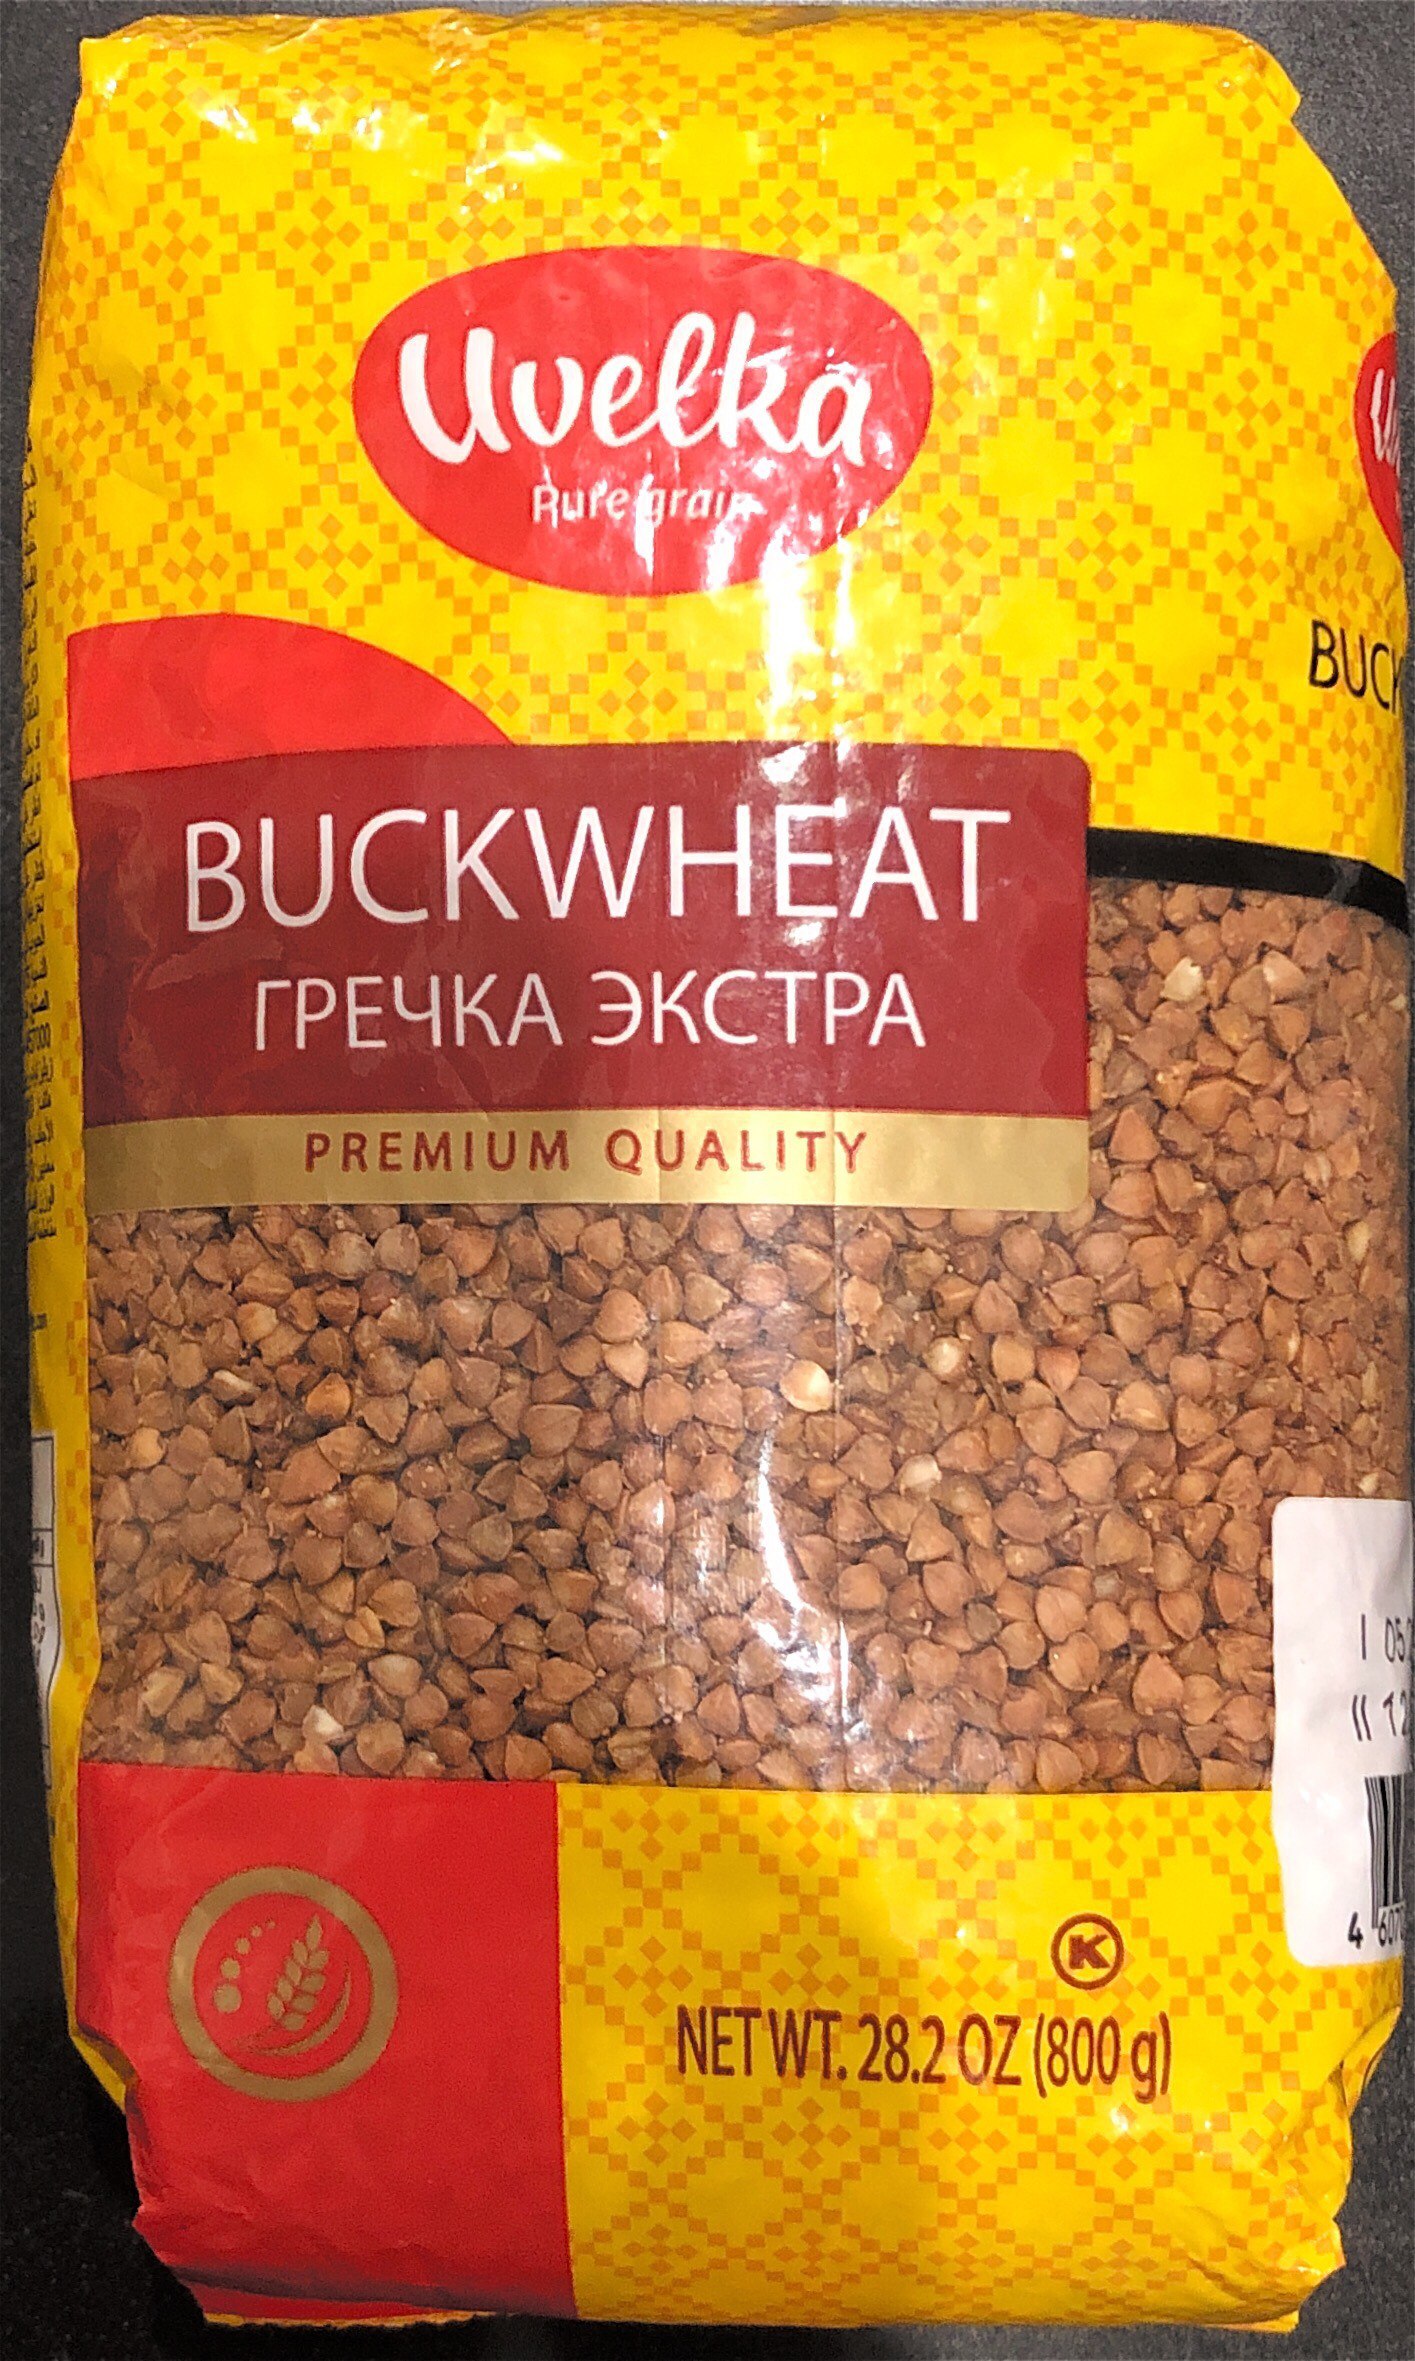 Uvelka
Pure grain
BUCKWHEAT
ГРЕЧКА ЭКСТРА
PREMIUM QUALITY
K
NET WT. 28.2 OZ (800 g)